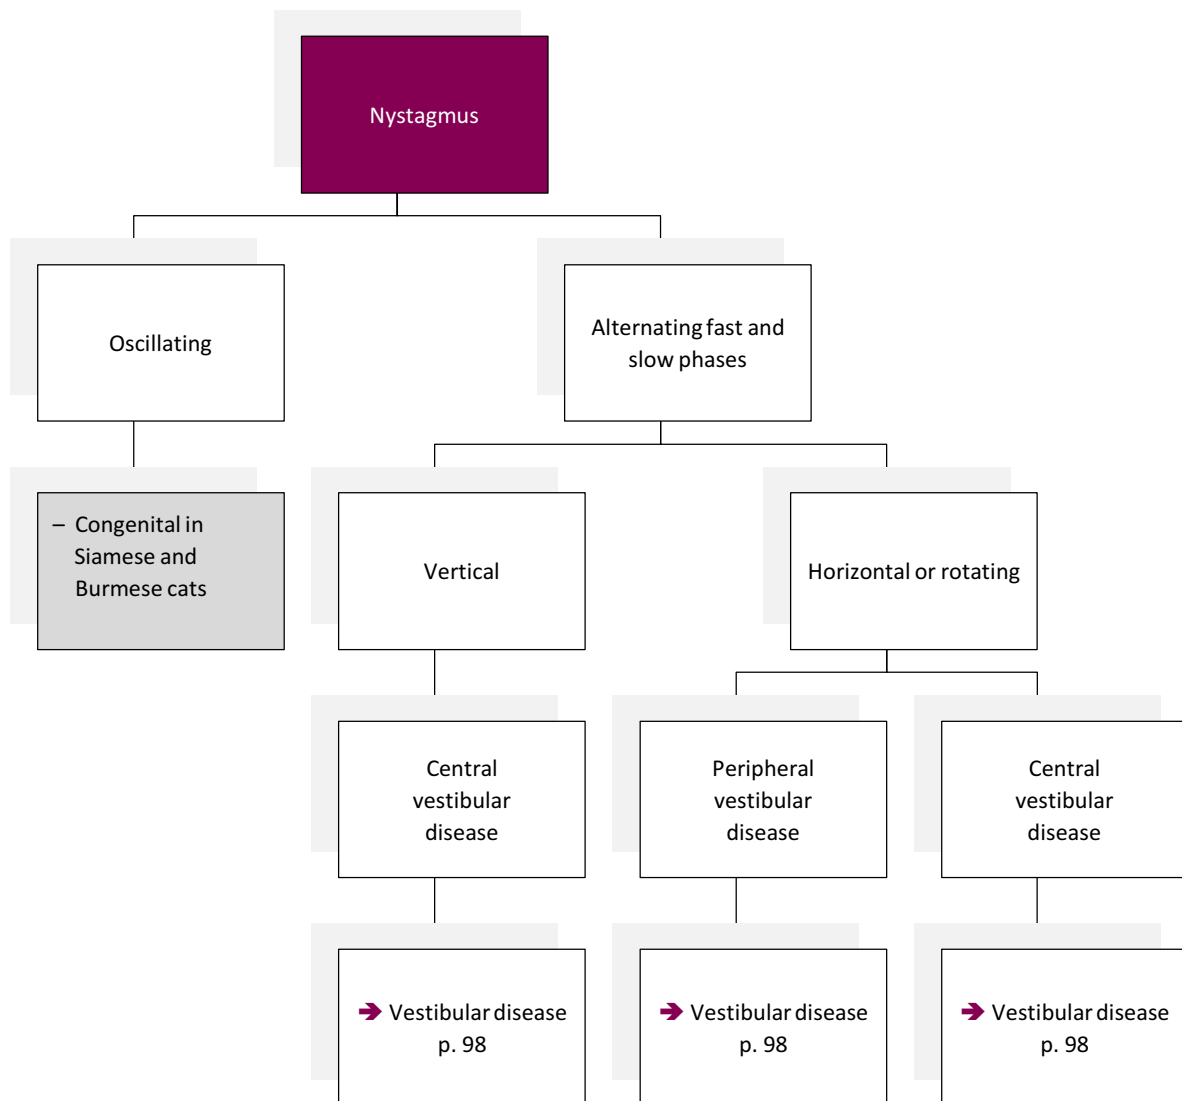 Nystagmus
Oscillating
Alternating fast and
slow phases
– Congenital in
Siamese and
Burmese cats
Vertical
Horizontal or rotating
Central
vestibular
disease
Peripheral
vestibular
disease
Central
vestibular
disease
➔ Vestibular disease
p. 98
➔ Vestibular disease
p. 98
➔ Vestibular disease
p. 98